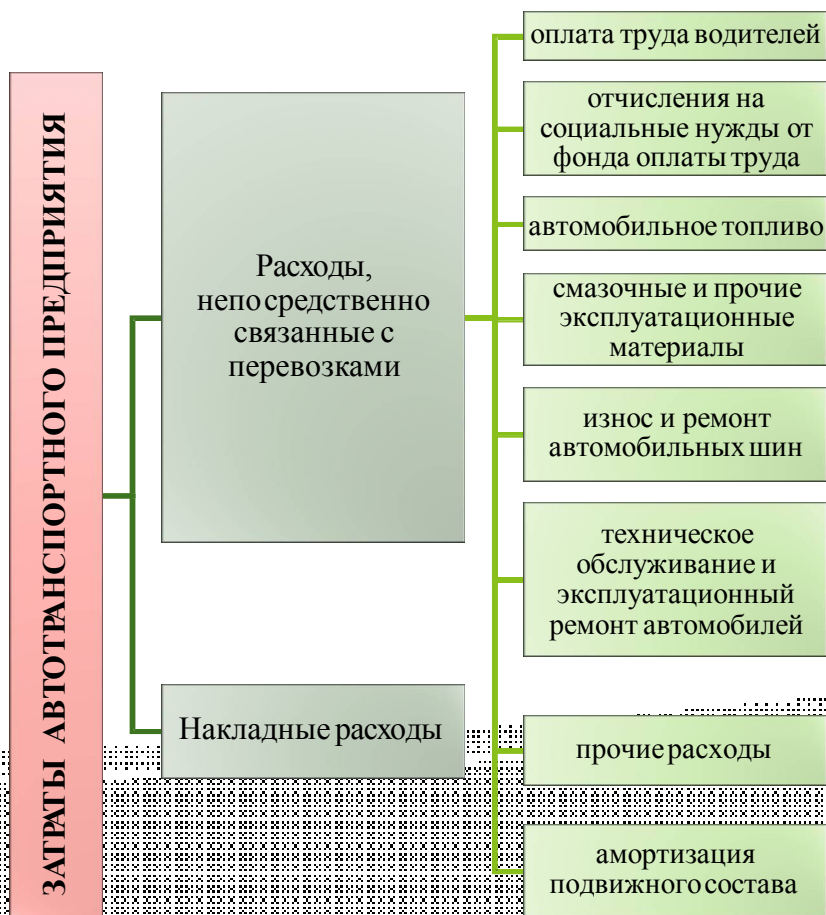 ЗАТРАТЫ АВТОТРАНСПОРТНОГО ПРЕДПРИЯТИЯ
Расходы,
непосредственно
связанные с
перевозками
оплата труда водителей
отчисления на
социальные нужды от
фонда оплаты труда
автомобильное топливо
смазочные и прочие
эксплуатационные
материалы
износ и ремонт
автомобильных шин
техническое
обслуживание и
эксплуатационный
ремонт автомобилей
прочие расходы
амортизация
подвижного состава
Накладные расходы